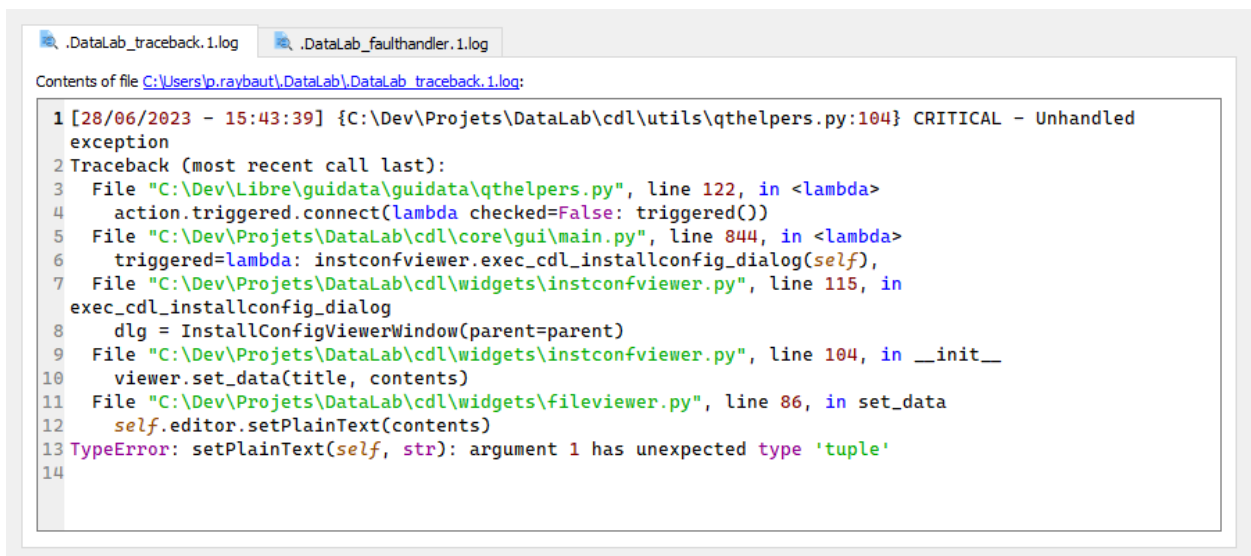 .DataLab_traceback.1.log .DataLab_faulthandler.1.log
Contents of file C:\Users\p.raybaut\.DataLab\.DataLab_traceback.1.log:
1 [28/06/2023 - 15:43:39] {C:\Dev\Projets\DataLab\cdl\utils\qthelpers.py:104} CRITICAL - Unhandled
exception
2 Traceback (most recent call last):
3   File "C:\Dev\Libre\guidata\guidata\qthelpers.py", line 122, in <lambda>
4     action.triggered.connect(lambda checked=False: triggered())
5   File "C:\Dev\Projets\DataLab\cdl\core\gui\main.py", line 844, in <lambda>
6     triggered=lambda: instconfviewer.exec_cdl_installconfig_dialog(self),
7   File "C:\Dev\Projets\DataLab\cdl\widgets\instconfviewer.py", line 115, in
exec_cdl_installconfig_dialog
8     dlg = InstallConfigViewerWindow(parent=parent)
9   File "C:\Dev\Projets\DataLab\cdl\widgets\instconfviewer.py", line 104, in __init__
10     viewer.set_data(title, contents)
11   File "C:\Dev\Projets\DataLab\cdl\widgets\fileviewer.py", line 86, in set_data
12     self.editor.setPlainText(contents)
13 TypeError: setPlainText(self, str): argument 1 has unexpected type 'tuple'
14